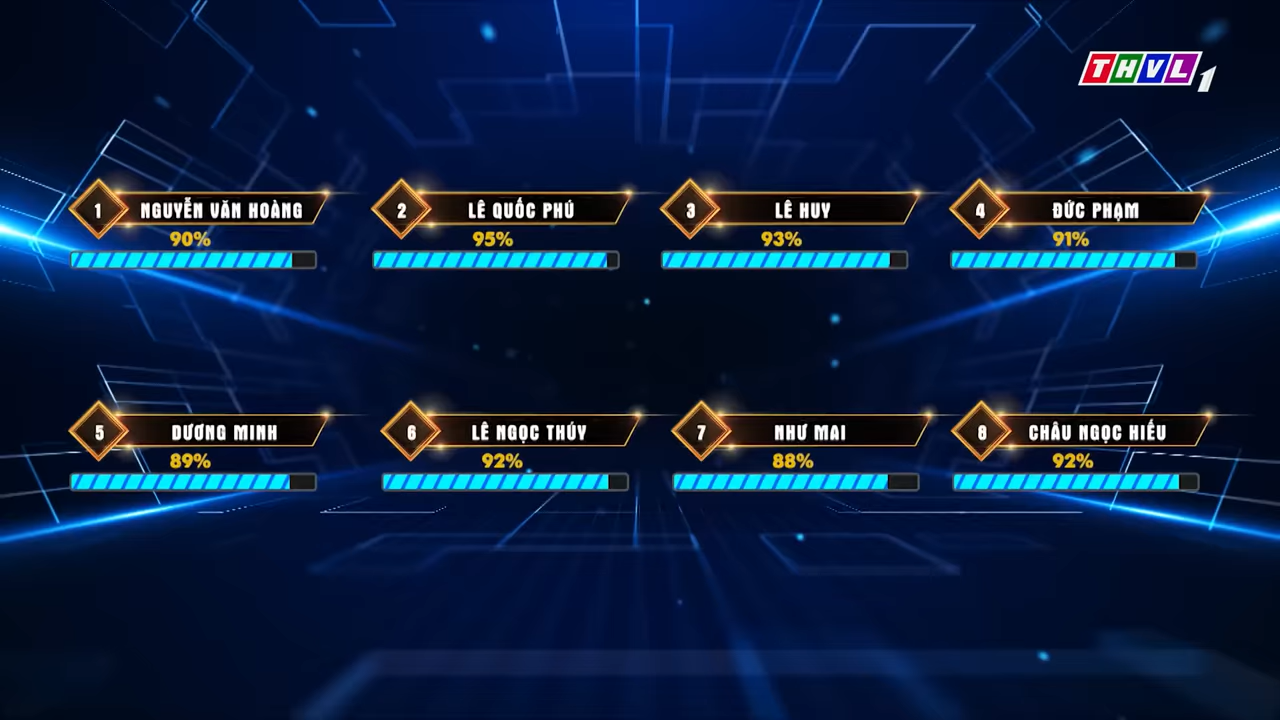 THVL1
1 NGUYỄN VĂN HOÀNG
90%
2 LÊ QUỐC PHÚ
95%
3 LÊ HUY
93%
4 ĐỨC PHẠM
91%
5 DƯƠNG MINH
89%
6 LÊ NGỌC THÚY
92%
7 NHƯ MAI
88%
8 CHÂU NGỌC HIẾU
92%